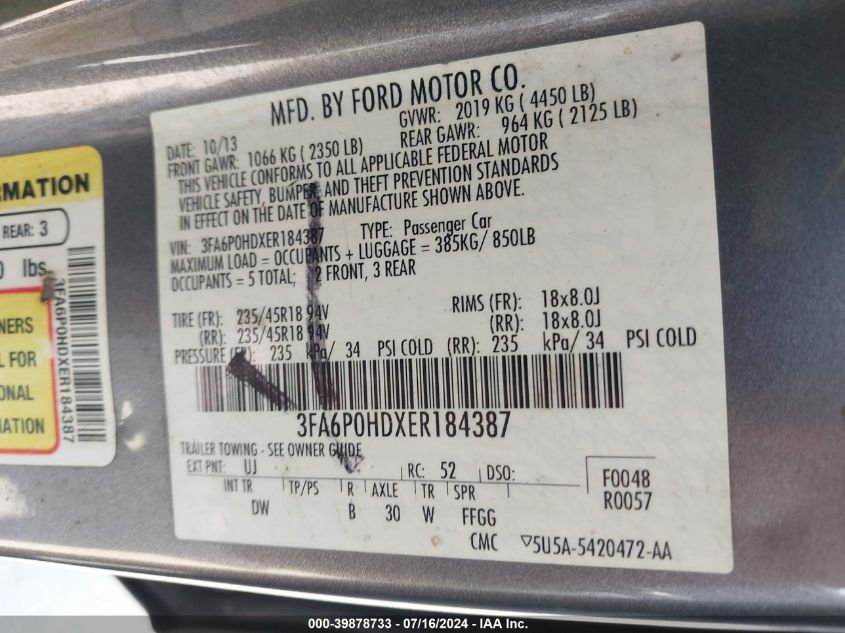 MFD. BY FORD MOTOR CO.
DATE: 10/13 GVWR: 2019 KG ( 4450 LB)
FRONT GAWR: 1066 KG ( 2350 LB) REAR GAWR: 964 KG ( 2125 LB)
THIS VEHICLE CONFORMS TO ALL APPLICABLE FEDERAL MOTOR
VEHICLE SAFETY, BUMPER, AND THEFT PREVENTION STANDARDS
IN EFFECT ON THE DATE OF MANUFACTURE SHOWN ABOVE.
VIN: 3FA6P0HDXER184387 TYPE: Passenger Car
MAXIMUM LOAD = OCCUPANTS + LUGGAGE = 385KG/ 850LB
OCCUPANTS = 5 TOTAL; 2 FRONT, 3 REAR
TIRE (FR): 235/45R18 94V RIMS (FR): 18x8.0J
(RR): 235/45R18 94V (RR): 18x8.0J
PRESSURE (FR): 235 kPa/ 34 PSI COLD (RR): 235 kPa/ 34 PSI COLD
3FA6P0HDXER184387
TRAILER TOWING - SEE OWNER GUIDE
EXT PNT: UJ RC: 52 DSO: F0048
INT TR TP/PS R AXLE TR SPR R0057
DW B 30 W FFGG
CMC ▽5U5A-5420472-AA
RMATION
REAR: 3
0 lbs.
3FA6P0HDXER184387
NERS
L FOR
ONAL
MATION
000-39878733 - 07/16/2024 - IAA Inc.